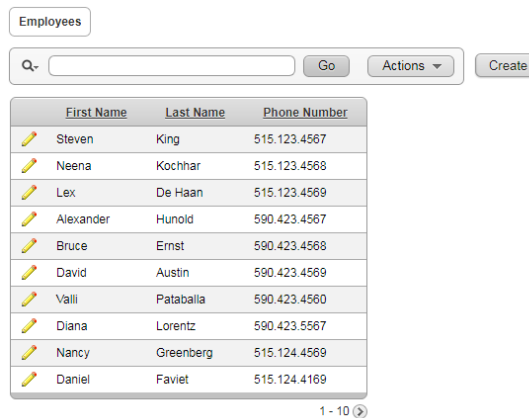 Employees
Go Actions Create
First Name Last Name Phone Number
Steven King 515.123.4567
Neena Kochhar 515.123.4568
Lex De Haan 515.123.4569
Alexander Hunold 590.423.4567
Bruce Ernst 590.423.4568
David Austin 590.423.4569
Valli Pataballa 590.423.4560
Diana Lorentz 590.423.5567
Nancy Greenberg 515.124.4569
Daniel Faviet 515.124.4169
1 - 10